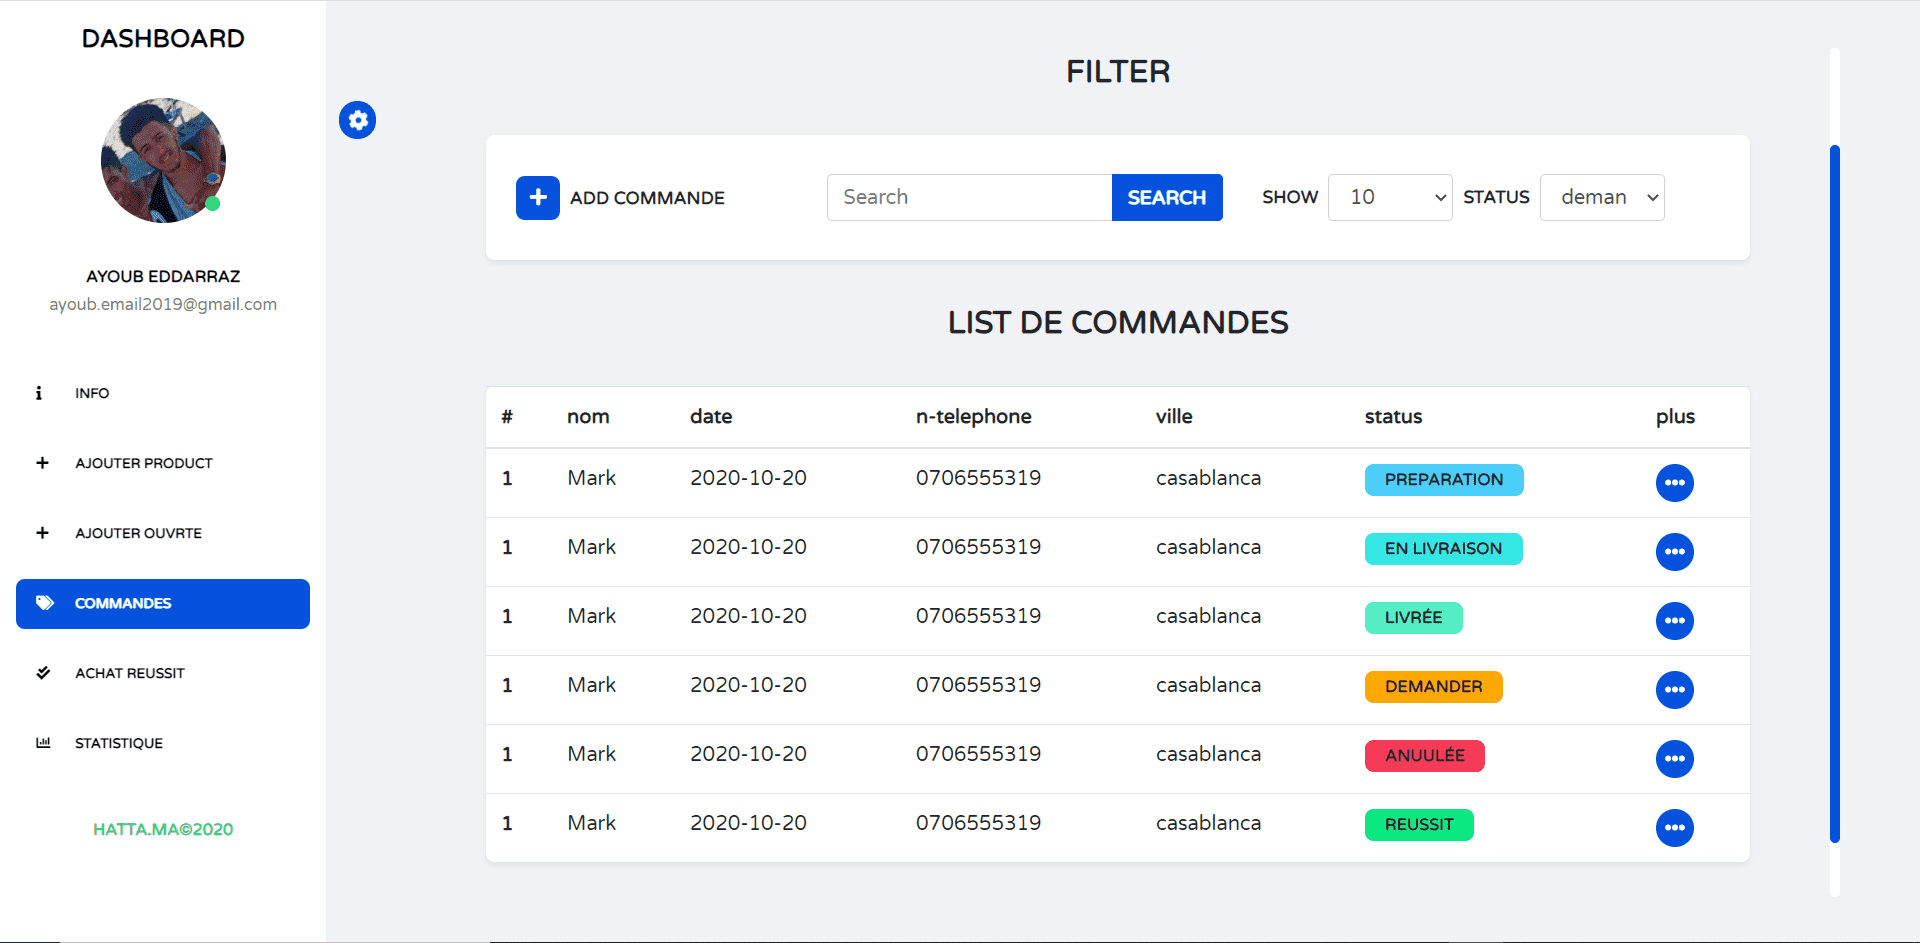 DASHBOARD
AYOUB EDDARRAZ
ayoub.email2019@gmail.com
INFO
AJOUTER PRODUCT
AJOUTER OUVRTE
COMMANDES
ACHAT REUSSIT
STATISTIQUE
HATTA.MA©2020
FILTER
ADD COMMANDE Search SEARCH SHOW 10 STATUS deman
LIST DE COMMANDES
# nom date n-telephone ville status plus
1 Mark 2020-10-20 0706555319 casablanca PREPARATION
1 Mark 2020-10-20 0706555319 casablanca EN LIVRAISON
1 Mark 2020-10-20 0706555319 casablanca LIVRÉE
1 Mark 2020-10-20 0706555319 casablanca DEMANDER
1 Mark 2020-10-20 0706555319 casablanca ANUULÉE
1 Mark 2020-10-20 0706555319 casablanca REUSSIT